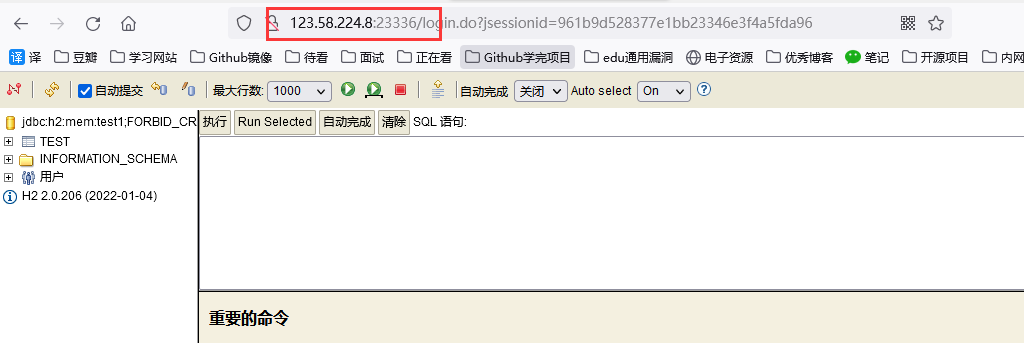 123.58.224.8:23336/login.do?jsessionid=961b9d528377e1bb23346e3f4a5fda96
译 译 豆瓣 学习网站 Github镜像 待看 面试 正在看 Github学完项目 edu通用漏洞 电子资源 优秀博客 笔记 开源项目 内网
自动提交 最大行数: 1000 自动完成 关闭 Auto select On
jdbc:h2:mem:test1;FORBID_CR
执行 Run Selected 自动完成 清除 SQL 语句:
TEST
INFORMATION_SCHEMA
用户
H2 2.0.206 (2022-01-04)
重要的命令